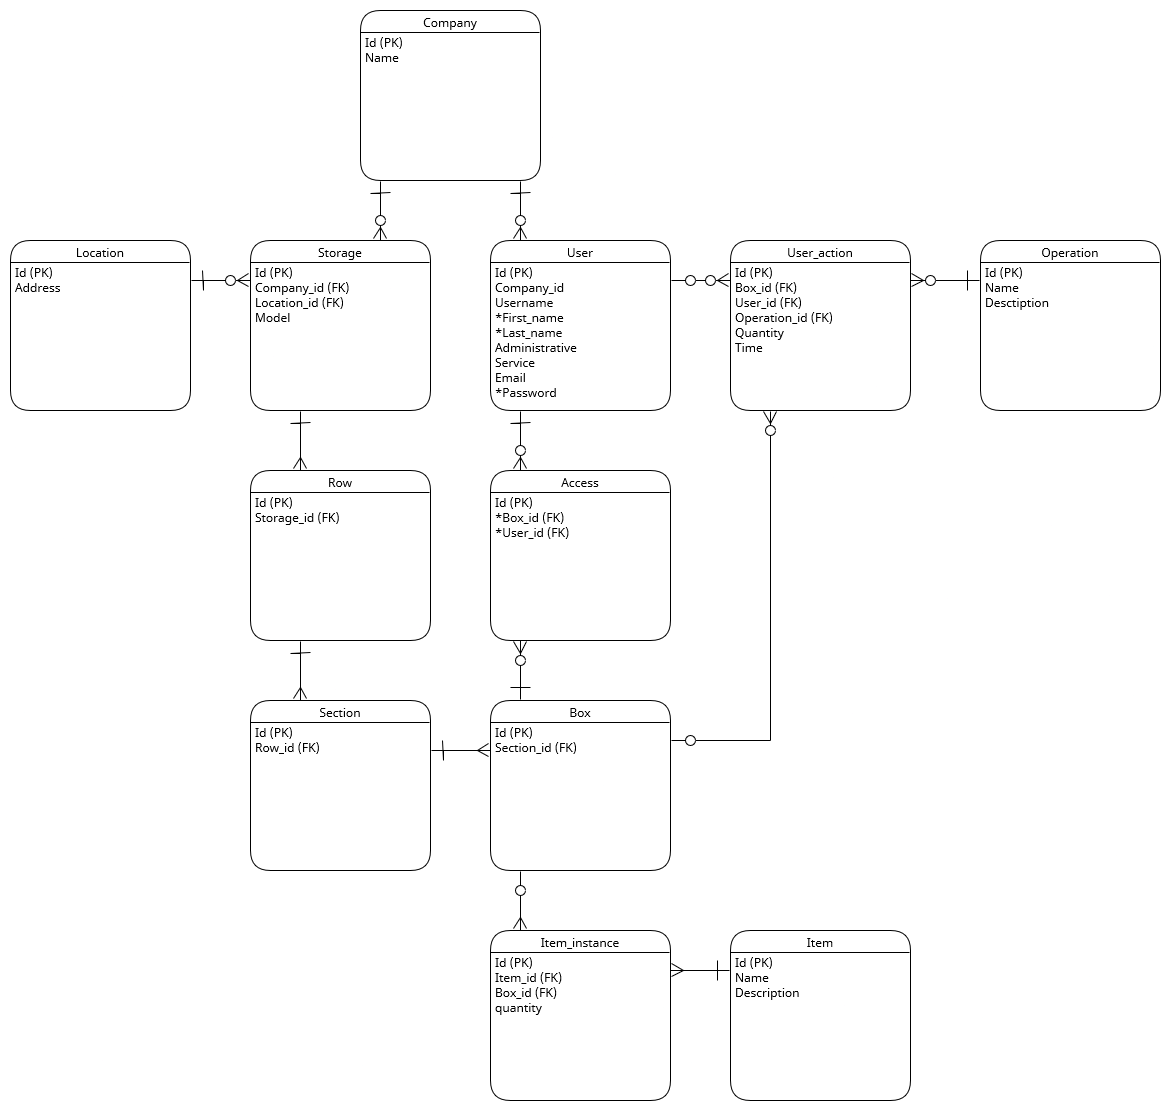 Company
Id (PK)
Name
Location
Id (PK)
Address
Storage
Id (PK)
Company_id (FK)
Location_id (FK)
Model
User
Id (PK)
Company_id
Username
*First_name
*Last_name
Administrative
Service
Email
*Password
User_action
Id (PK)
Box_id (FK)
User_id (FK)
Operation_id (FK)
Quantity
Time
Operation
Id (PK)
Name
Desctiption
Row
Id (PK)
Storage_id (FK)
Access
Id (PK)
*Box_id (FK)
*User_id (FK)
Section
Id (PK)
Row_id (FK)
Box
Id (PK)
Section_id (FK)
Item_instance
Id (PK)
Item_id (FK)
Box_id (FK)
quantity
Item
Id (PK)
Name
Description